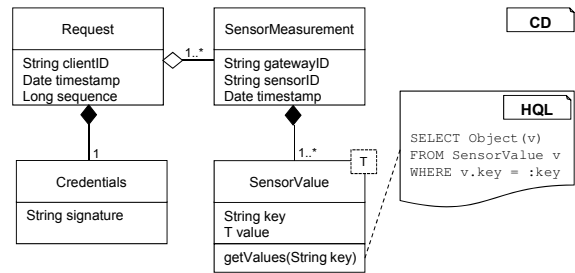 Request
String clientID
Date timestamp
Long sequence
1..*
SensorMeasurement
String gatewayID
String sensorID
Date timestamp
CD
1
Credentials
String signature
1..*
T
SensorValue
String key
T value
getValues(String key)
HQL
SELECT Object(v)
FROM SensorValue v
WHERE v.key = :key